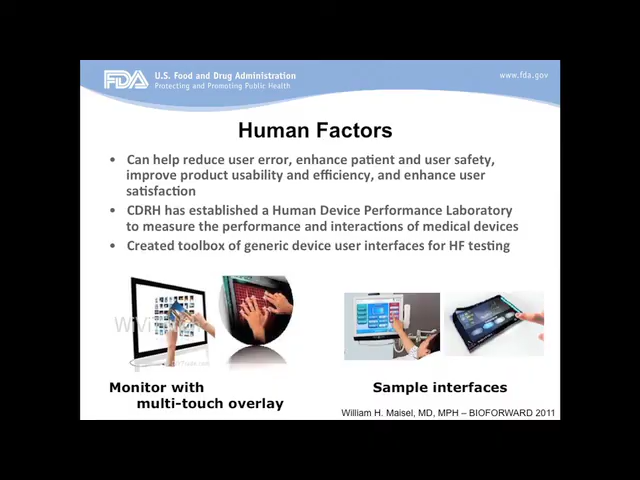 FDA U.S. Food and Drug Administration
Protecting and Promoting Public Health
www.fda.gov
Human Factors
• Can help reduce user error, enhance patient and user safety,
improve product usability and efficiency, and enhance user
satisfaction
• CDRH has established a Human Device Performance Laboratory
to measure the performance and interactions of medical devices
• Created toolbox of generic device user interfaces for HF testing
Monitor with
multi-touch overlay
Sample interfaces
William H. Maisel, MD, MPH – BIOFORWARD 2011